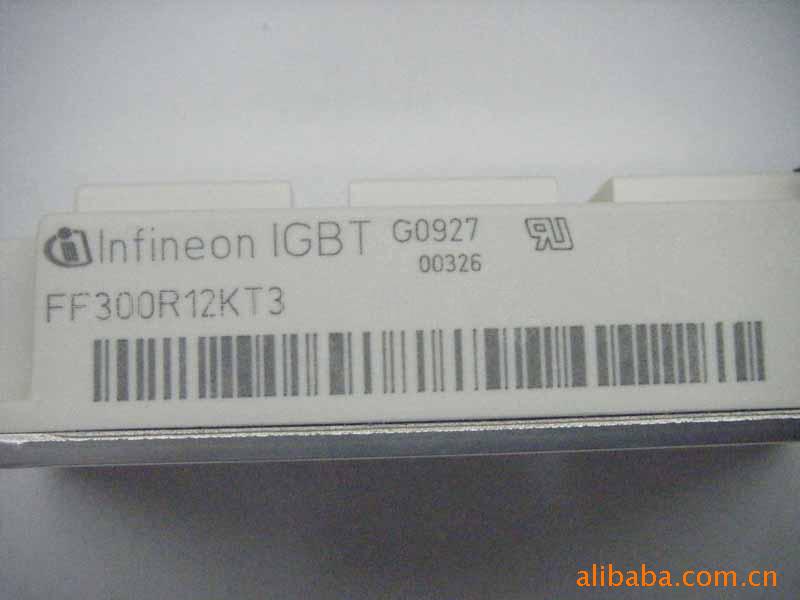 Infineon IGBT G0927
00326
FF300R12KT3
alibaba.com.cn